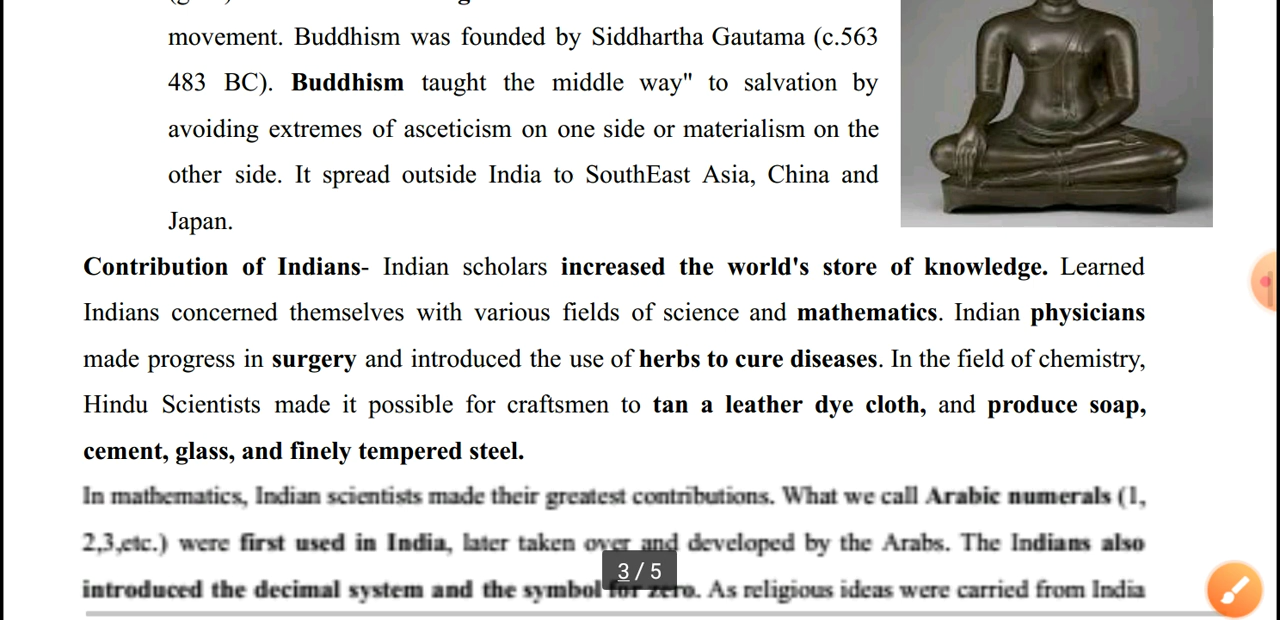 movement. Buddhism was founded by Siddhartha Gautama (c.563
483 BC). Buddhism taught the middle way" to salvation by
avoiding extremes of asceticism on one side or materialism on the
other side. It spread outside India to SouthEast Asia, China and
Japan.
Contribution of Indians- Indian scholars increased the world's store of knowledge. Learned
Indians concerned themselves with various fields of science and mathematics. Indian physicians
made progress in surgery and introduced the use of herbs to cure diseases. In the field of chemistry,
Hindu Scientists made it possible for craftsmen to tan a leather dye cloth, and produce soap,
cement, glass, and finely tempered steel.
In mathematics, Indian scientists made their greatest contributions. What we call Arabic numerals (1,
2,3,etc.) were first used in India, later taken over and developed by the Arabs. The Indians also
introduced the decimal system and the symbol for zero. As religious ideas were carried from India
3 / 5